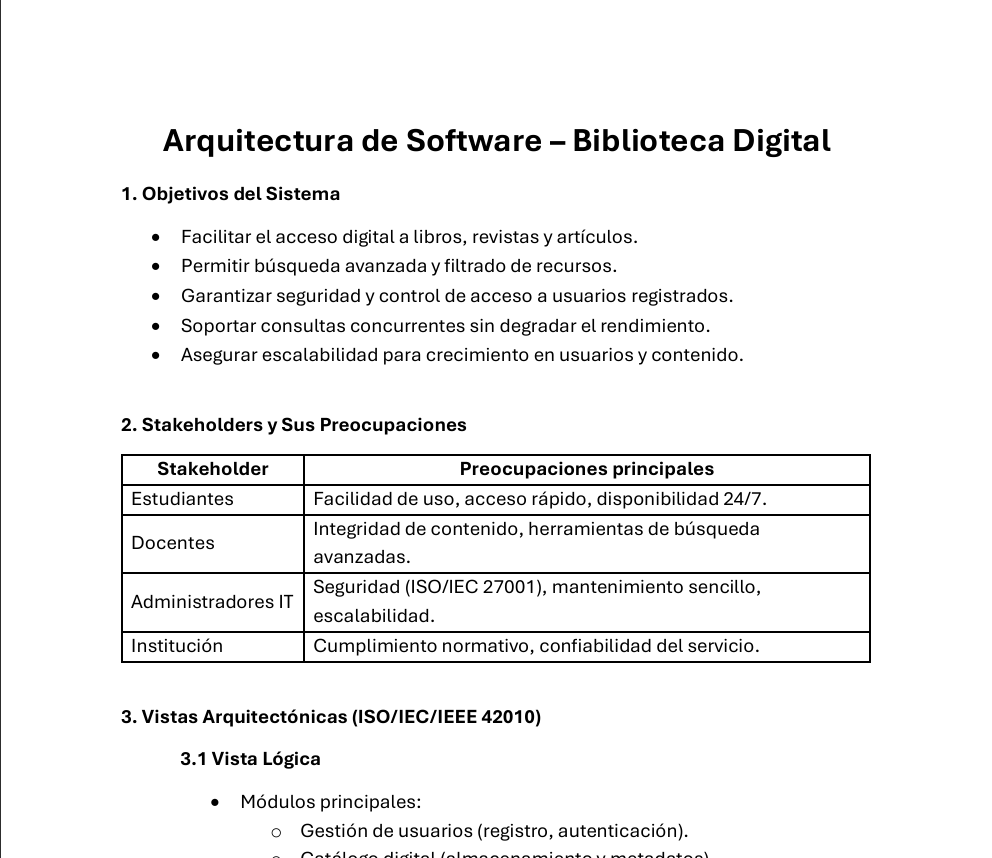 Arquitectura de Software – Biblioteca Digital
1. Objetivos del Sistema
• Facilitar el acceso digital a libros, revistas y artículos.
• Permitir búsqueda avanzada y filtrado de recursos.
• Garantizar seguridad y control de acceso a usuarios registrados.
• Soportar consultas concurrentes sin degradar el rendimiento.
• Asegurar escalabilidad para crecimiento en usuarios y contenido.
2. Stakeholders y Sus Preocupaciones
Stakeholder Preocupaciones principales
Estudiantes Facilidad de uso, acceso rápido, disponibilidad 24/7.
Docentes Integridad de contenido, herramientas de búsqueda
avanzadas.
Administradores IT Seguridad (ISO/IEC 27001), mantenimiento sencillo,
escalabilidad.
Institución Cumplimiento normativo, confiabilidad del servicio.
3. Vistas Arquitectónicas (ISO/IEC/IEEE 42010)
3.1 Vista Lógica
• Módulos principales:
o Gestión de usuarios (registro, autenticación).
o Catálogo digital (almacenamiento y metadatos)